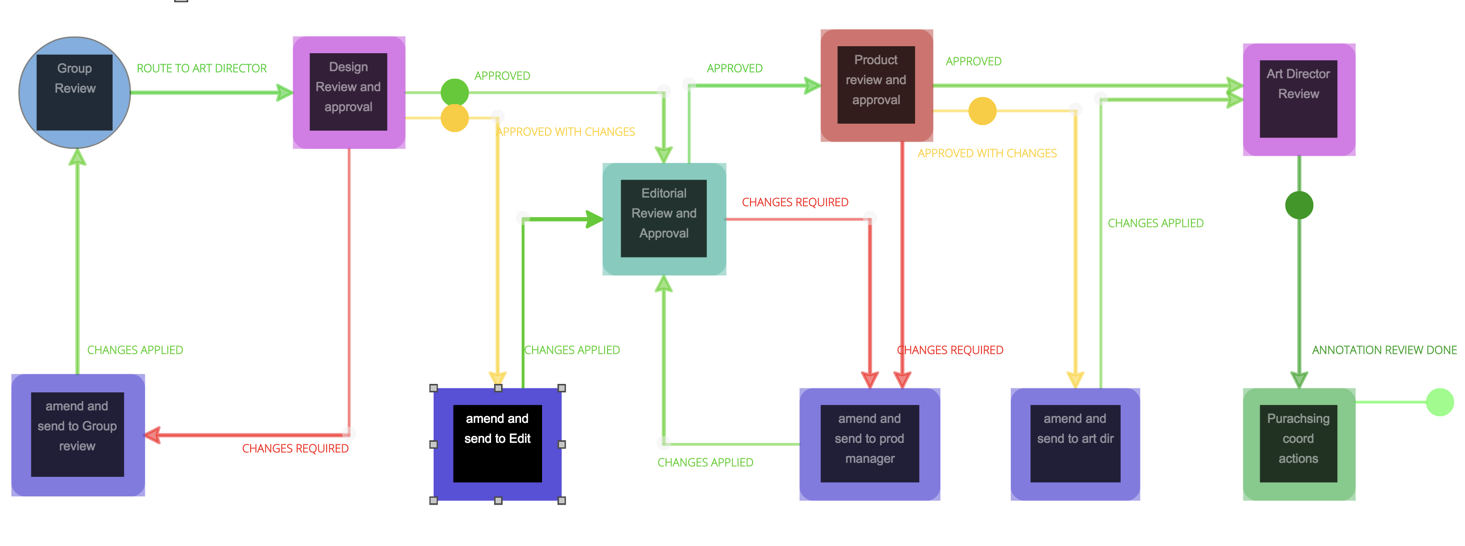 Group
Review
ROUTE TO ART DIRECTOR
Design
Review and
approval
APPROVED
APPROVED WITH CHANGES
Editorial
Review and
Approval
APPROVED
CHANGES REQUIRED
Product
review and
approval
APPROVED
APPROVED WITH CHANGES
Art Director
Review
CHANGES APPLIED
CHANGES APPLIED
CHANGES APPLIED
CHANGES REQUIRED
ANNOTATION REVIEW DONE
amend and
send to Group
review
CHANGES REQUIRED
amend and
send to Edit
CHANGES APPLIED
amend and
send to prod
manager
amend and
send to art dir
Purachsing
coord
actions